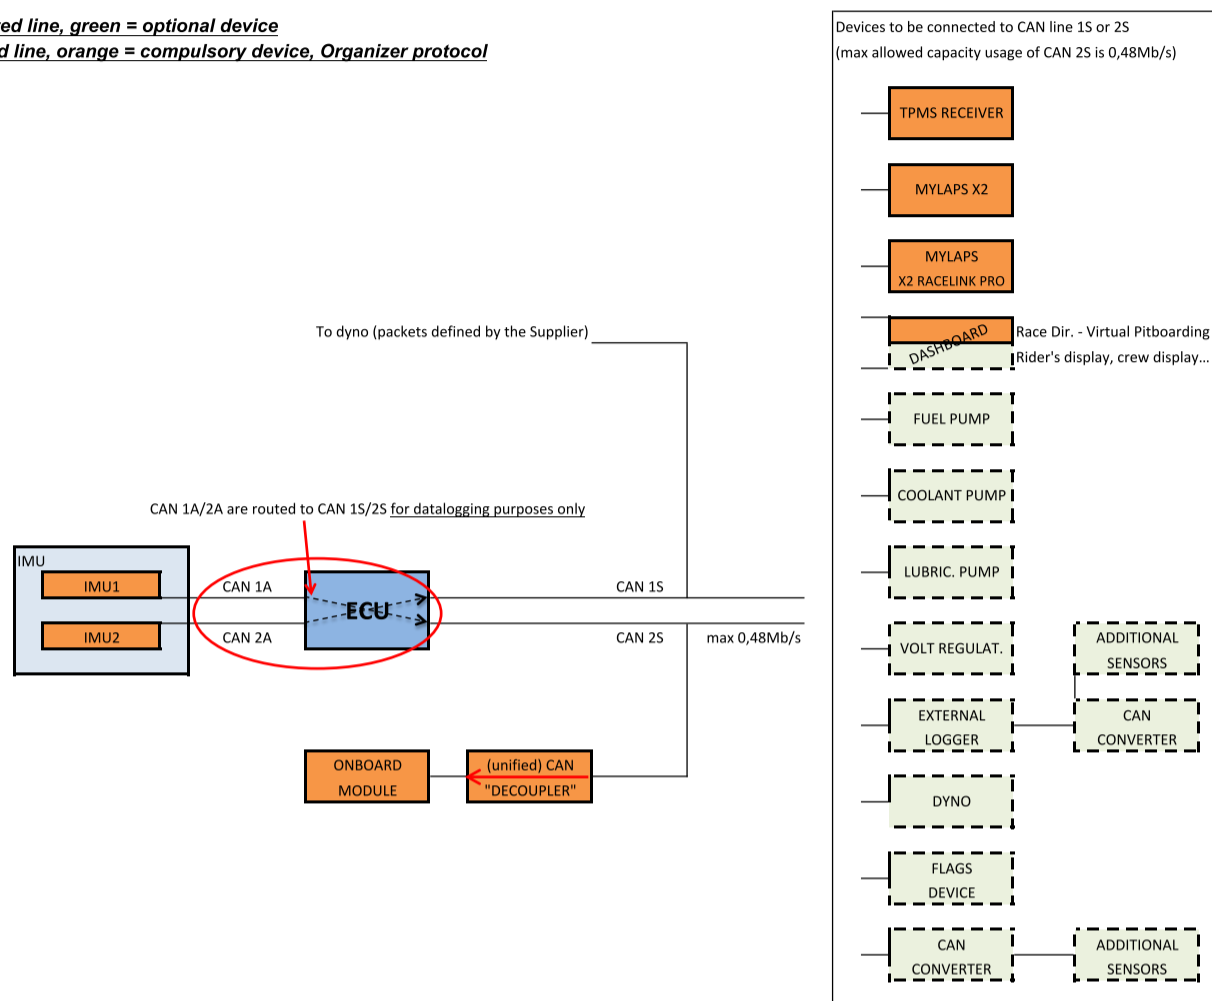 line, green = optional device
line, orange = compulsory device, Organizer protocol
Devices to be connected to CAN line 1S or 2S
(max allowed capacity usage of CAN 2S is 0,48Mb/s)
TPMS RECEIVER
MYLAPS X2
MYLAPS
X2 RACELINK PRO
DASHBOARD
Race Dir. - Virtual Pitboarding
Rider's display, crew display...
To dyno (packets defined by the Supplier)
FUEL PUMP
COOLANT PUMP
CAN 1A/2A are routed to CAN 1S/2S for datalogging purposes only
IMU
IMU1
CAN 1A
ECU
CAN 1S
LUBRIC. PUMP
IMU2
CAN 2A
CAN 2S
max 0,48Mb/s
VOLT REGULAT.
ADDITIONAL
SENSORS
EXTERNAL
LOGGER
CAN
CONVERTER
ONBOARD
MODULE
(unified) CAN
"DECOUPLER"
DYNO
FLAGS
DEVICE
CAN
CONVERTER
ADDITIONAL
SENSORS